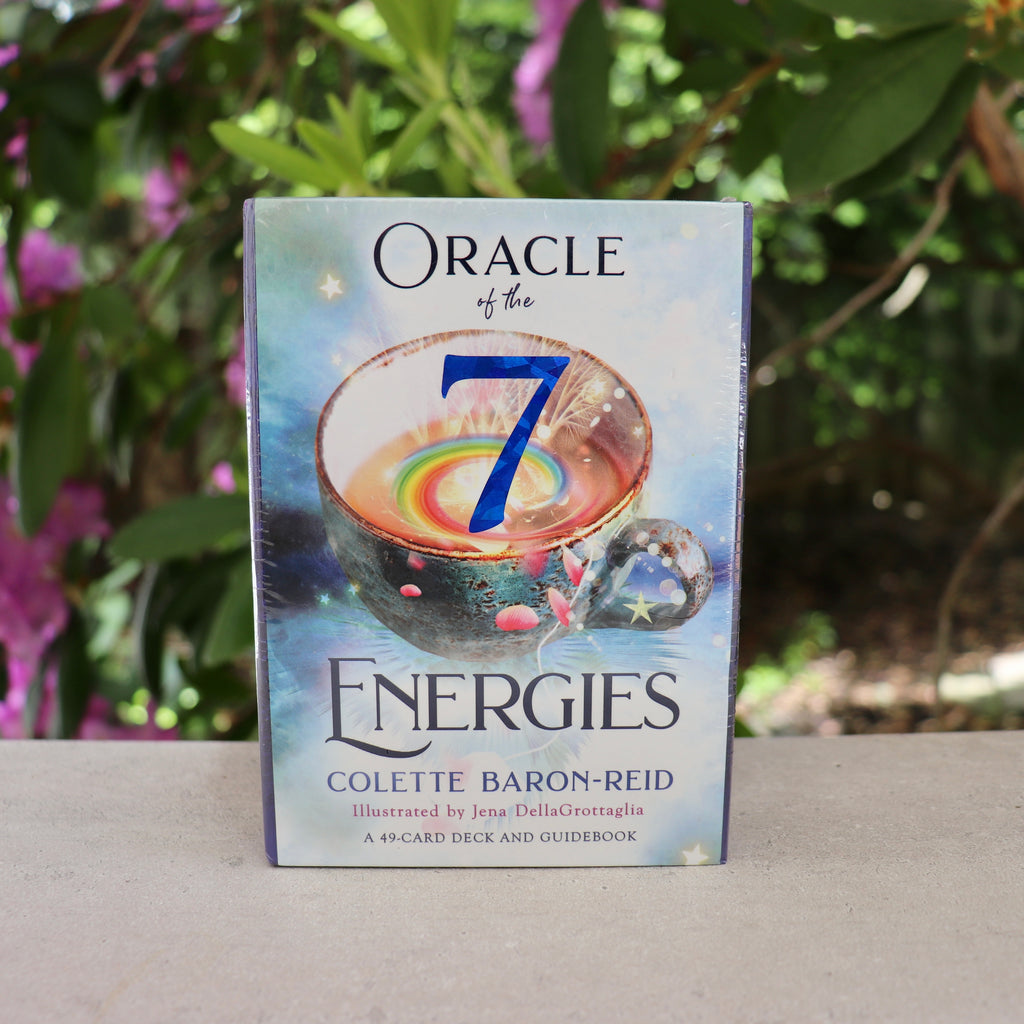 ORACLE
of the
7
ENERGIES
COLETTE BARON-REID
Illustrated by Jena DellaGrottaglia
A 49-CARD DECK AND GUIDEBOOK